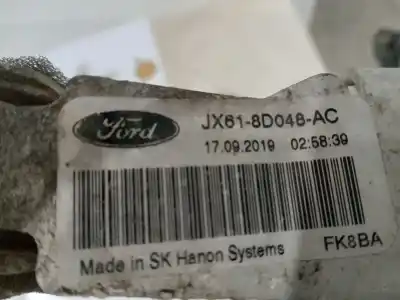 Ford
JX61-8D048-AC
17.09.2019 02:58:39
Made in SK Hanon Systems
FK8BA